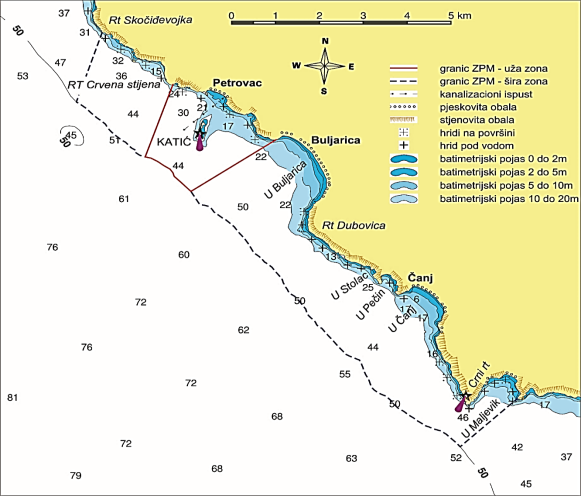 37
Rt Skočiđevojka
0 1 2 3 4 5 km
50
31
N
W E
S
53
47
32
36
15
RT Crvena stijena
24
Petrovac
44
30
21
17
KATIČ
45
50
51
44
22
Buljarica
U Buljarica
61
50
22
Rt Dubovica
76
60
13
U Stolac
25
U Pečin
Čanj
6
U Čanj
17
17
72
50
62
44
76
16
55
Crni rt
72
81
50
68
46
U Maljevik
17
72
68
63
52
42
37
79
50
45
granic ZPM - uža zona
granic ZPM - šira zona
kanalizacioni ispust
pjeskovita obala
stjenovita obala
hridi na površini
hrid pod vodom
batimetrijski pojas 0 do 2m
batimetrijski pojas 2 do 5m
batimetrijski pojas 5 do 10m
batimetrijski pojas 10 do 20m